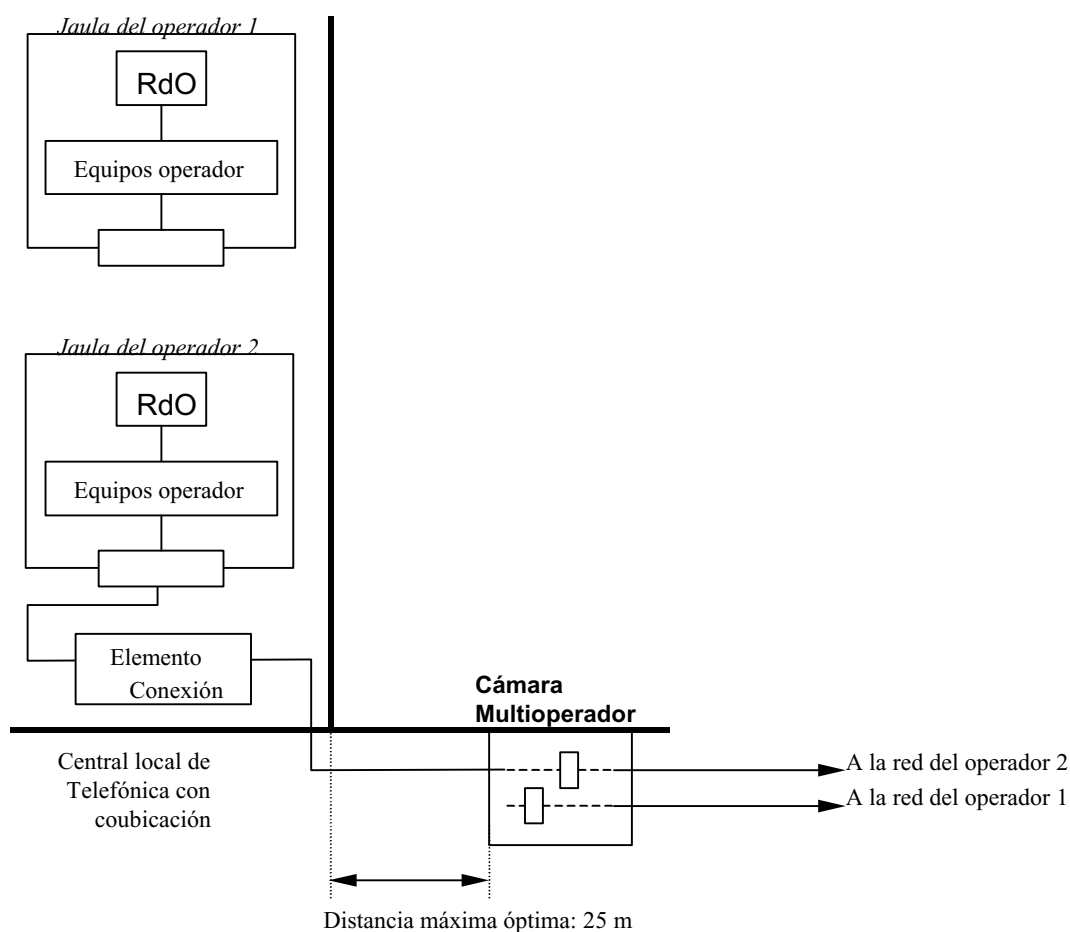 Jaula del operador 1
RdO
Equipos operador
Jaula del operador 2
RdO
Equipos operador
Elemento
Conexión
Cámara
Multioperador
Central local de
Telefónica con
coubicación
A la red del operador 2
A la red del operador 1
Distancia máxima óptima: 25 m